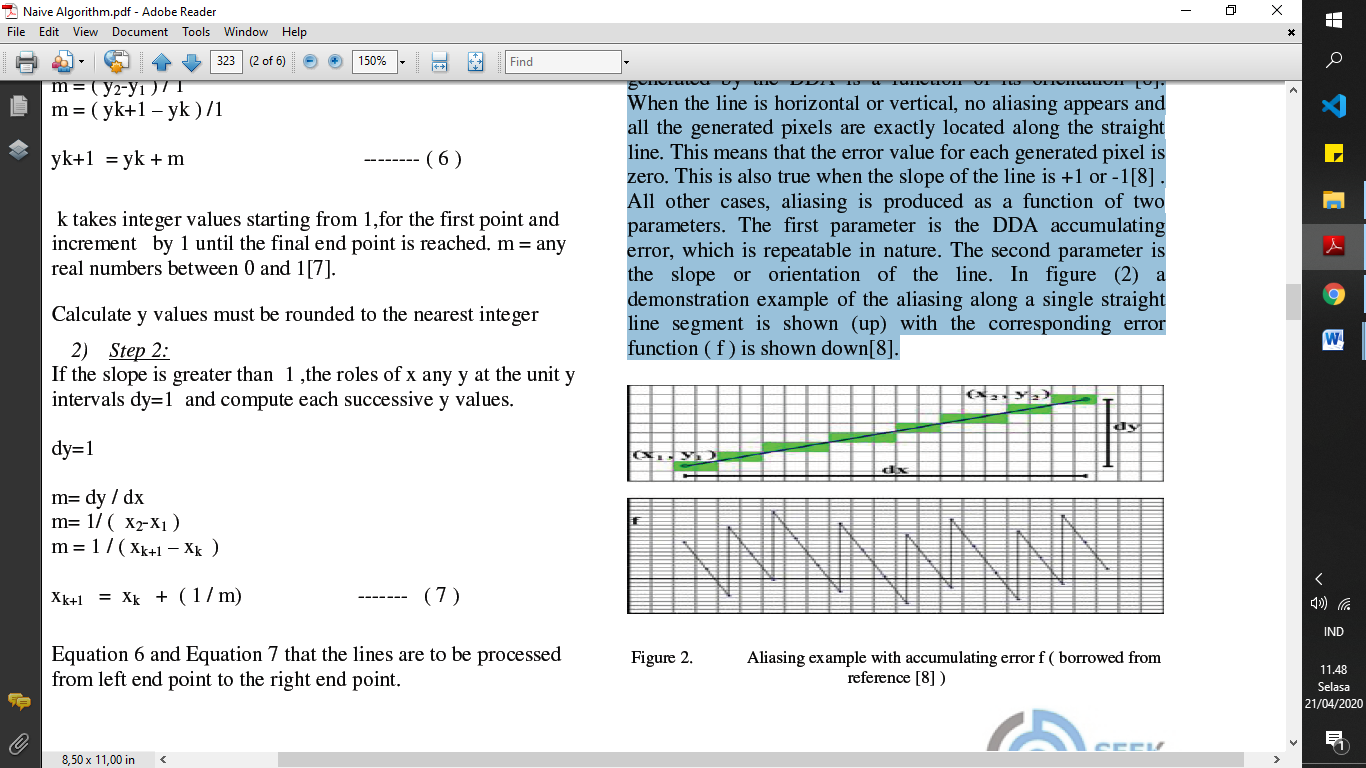 Naive Algorithm.pdf - Adobe Reader
File Edit View Document Tools Window Help
323 (2 of 6) 150% Find
m = ( y2-y1 ) / 1
m = ( yk+1 – yk ) /1
yk+1 = yk + m -------- ( 6 )
k takes integer values starting from 1,for the first point and
increment by 1 until the final end point is reached. m = any
real numbers between 0 and 1[7].
Calculate y values must be rounded to the nearest integer
2) Step 2:
If the slope is greater than 1 ,the roles of x any y at the unit y
intervals dy=1 and compute each successive y values.
dy=1
m= dy / dx
m= 1/ ( x2-x1 )
m = 1 / ( xk+1 – xk )
xk+1 = xk + ( 1 / m) ------- ( 7 )
Equation 6 and Equation 7 that the lines are to be processed
from left end point to the right end point.
generated by the DDA is a function of its orientation [8].
When the line is horizontal or vertical, no aliasing appears and
all the generated pixels are exactly located along the straight
line. This means that the error value for each generated pixel is
zero. This is also true when the slope of the line is +1 or -1[8] .
All other cases, aliasing is produced as a function of two
parameters. The first parameter is the DDA accumulating
error, which is repeatable in nature. The second parameter is
the slope or orientation of the line. In figure (2) a
demonstration example of the aliasing along a single straight
line segment is shown (up) with the corresponding error
function ( f ) is shown down[8].
(x2 , y2)
dy
(x1 , y1 )
dx
f
Figure 2. Aliasing example with accumulating error f ( borrowed from
reference [8] )
SEEK
8,50 x 11,00 in
IND
11.48
Selasa
21/04/2020
1